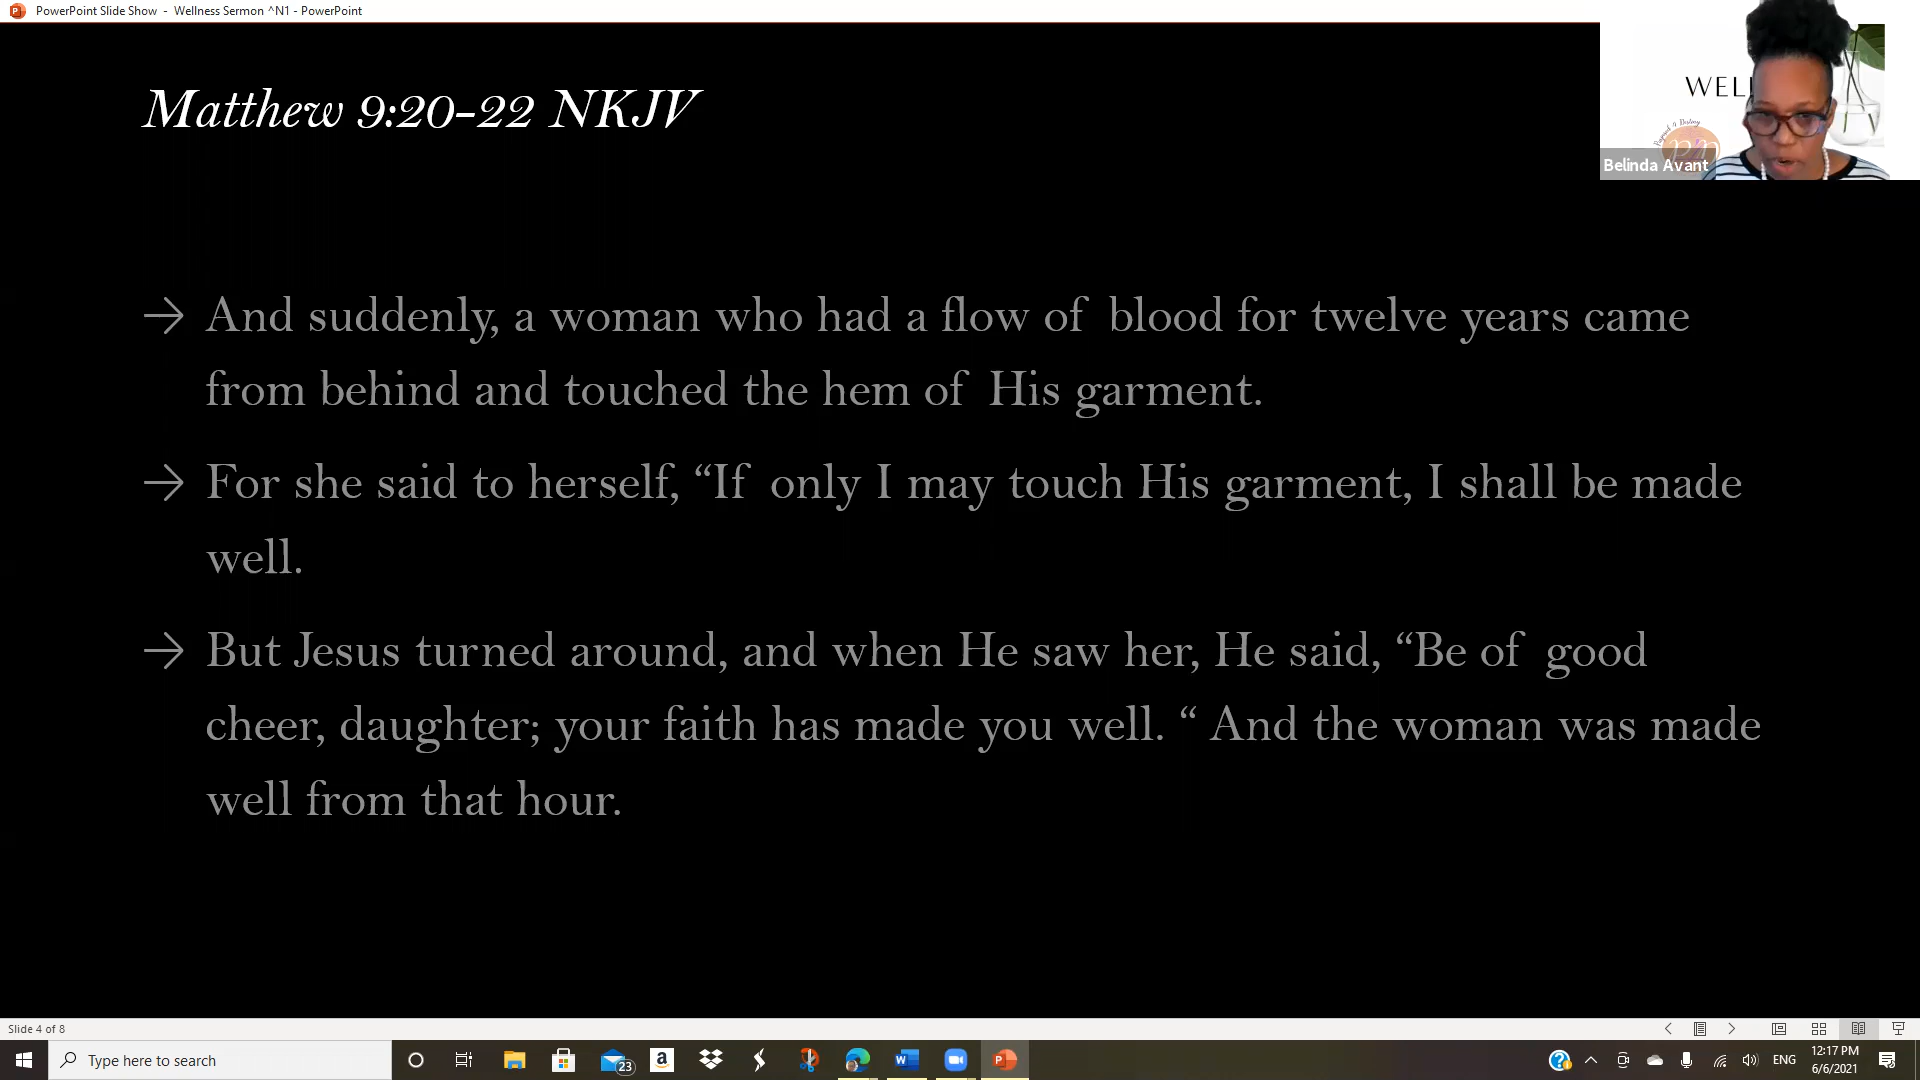 PowerPoint Slide Show - Wellness Sermon ^N1 - PowerPoint
Matthew 9:20-22 NKJV
WELL
Belinda Avant
→ And suddenly, a woman who had a flow of blood for twelve years came
from behind and touched the hem of His garment.
→ For she said to herself, “If only I may touch His garment, I shall be made
well.
→ But Jesus turned around, and when He saw her, He said, “Be of good
cheer, daughter; your faith has made you well. “ And the woman was made
well from that hour.
Slide 4 of 8
Type here to search
23
ENG
12:17 PM
6/6/2021